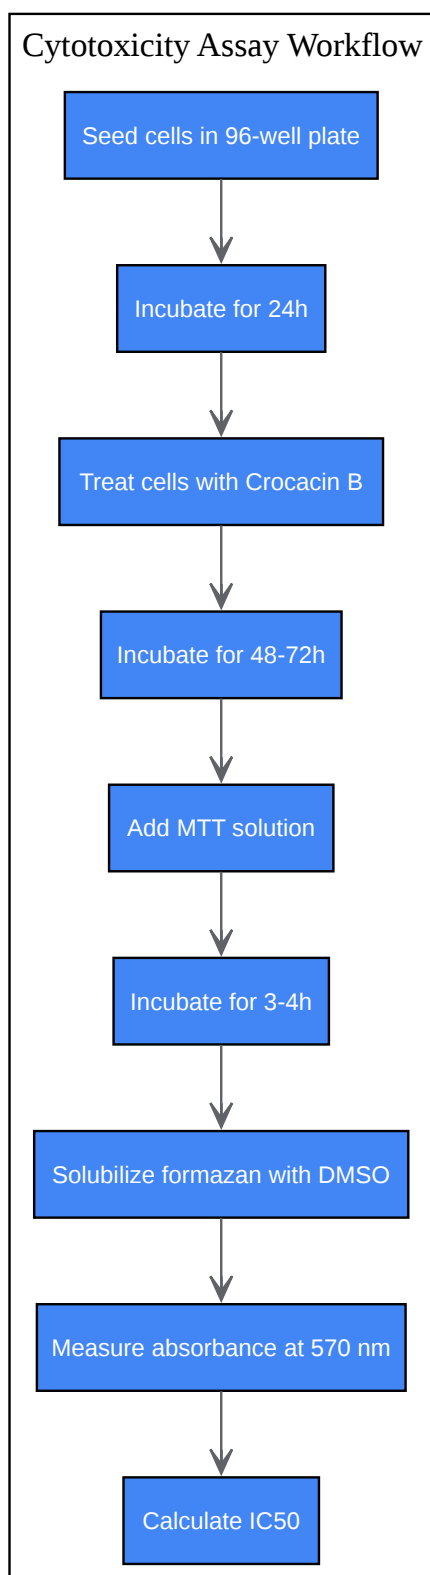 Cytotoxicity Assay Workflow
Seed cells in 96-well plate
Incubate for 24h
Treat cells with Crocacin B
Incubate for 48-72h
Add MTT solution
Incubate for 3-4h
Solubilize formazan with DMSO
Measure absorbance at 570 nm
Calculate IC50